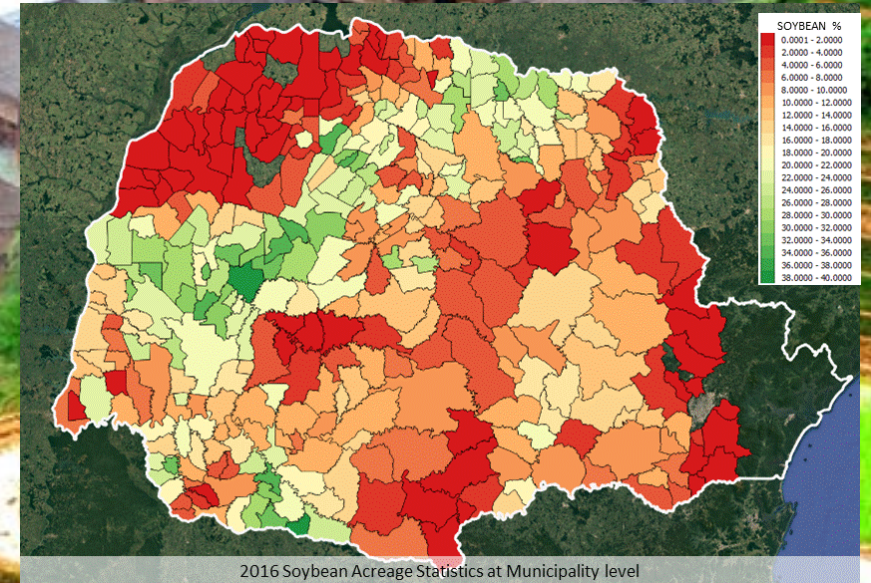 SOYBEAN %
0.0001 - 2.0000
2.0000 - 4.0000
4.0000 - 6.0000
6.0000 - 8.0000
8.0000 - 10.0000
10.0000 - 12.0000
12.0000 - 14.0000
14.0000 - 16.0000
16.0000 - 18.0000
18.0000 - 20.0000
20.0000 - 22.0000
22.0000 - 24.0000
24.0000 - 26.0000
26.0000 - 28.0000
28.0000 - 30.0000
30.0000 - 32.0000
32.0000 - 34.0000
34.0000 - 36.0000
36.0000 - 38.0000
38.0000 - 40.0000
2016 Soybean Acreage Statistics at Municipality level